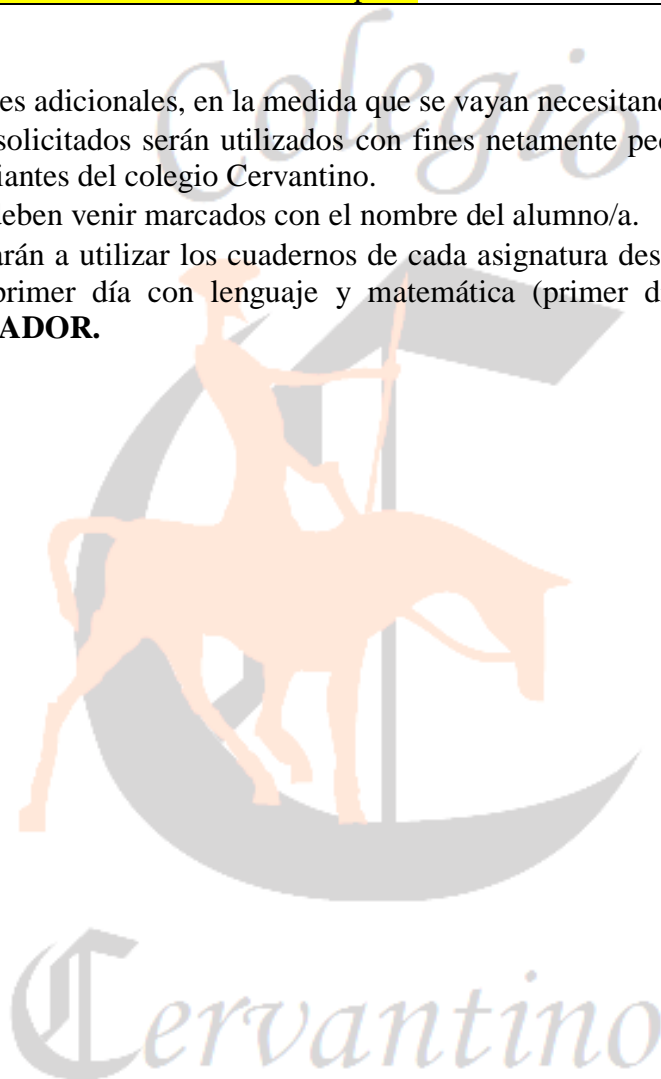 Colegio
es adicionales, en la medida que se vayan necesitand
solicitados serán utilizados con fines netamente pe
iantes del colegio Cervantino.
eben venir marcados con el nombre del alumno/a.
arán a utilizar los cuadernos de cada asignatura des
primer día con lenguaje y matemática (primer d
ADOR.
Cervantino